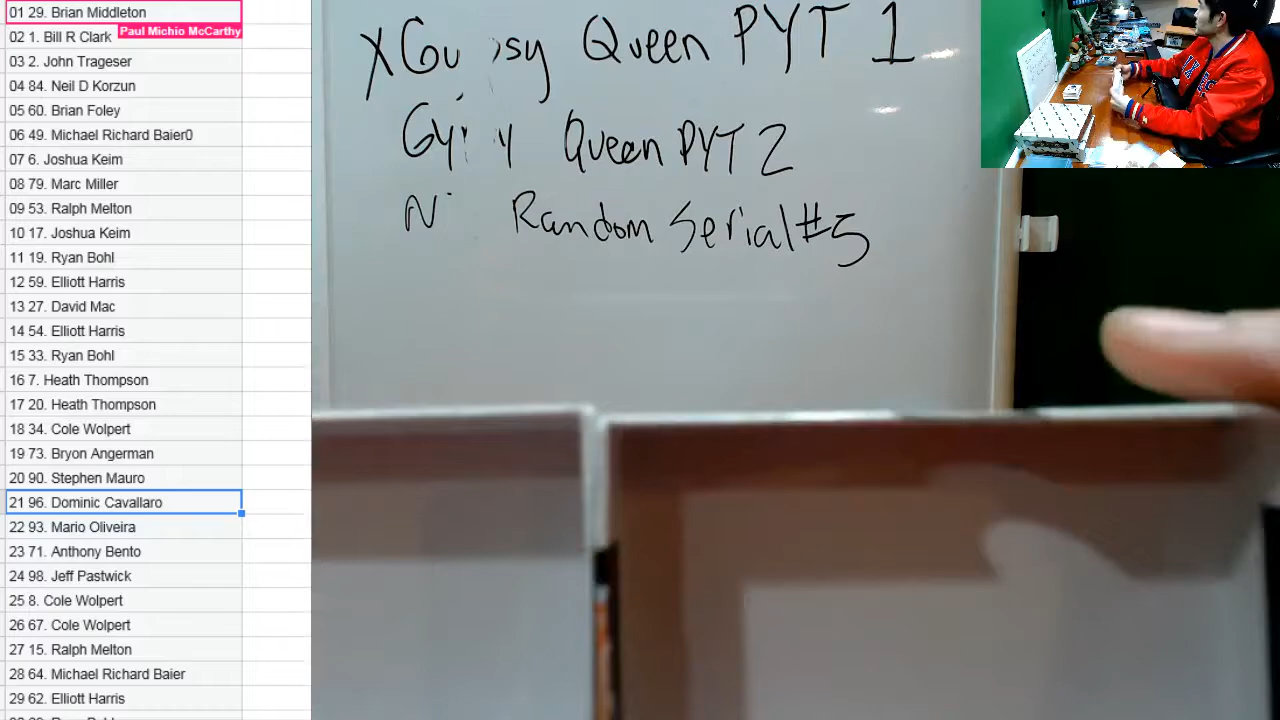 01 29. Brian Middleton
02 1. Bill R Clark
Paul Michio McCarthy
03 2. John Trageser
04 84. Neil D Korzun
05 60. Brian Foley
06 49. Michael Richard Baier0
07 6. Joshua Keim
08 79. Marc Miller
09 53. Ralph Melton
10 17. Joshua Keim
11 19. Ryan Bohl
12 59. Elliott Harris
13 27. David Mac
14 54. Elliott Harris
15 33. Ryan Bohl
16 7. Heath Thompson
17 20. Heath Thompson
18 34. Cole Wolpert
19 73. Bryon Angerman
20 90. Stephen Mauro
21 96. Dominic Cavallaro
22 93. Mario Oliveira
23 71. Anthony Bento
24 98. Jeff Pastwick
25 8. Cole Wolpert
26 67. Cole Wolpert
27 15. Ralph Melton
28 64. Michael Richard Baier
29 62. Elliott Harris
Queen PYT 1
Queen PYT 2
Random Serial #5